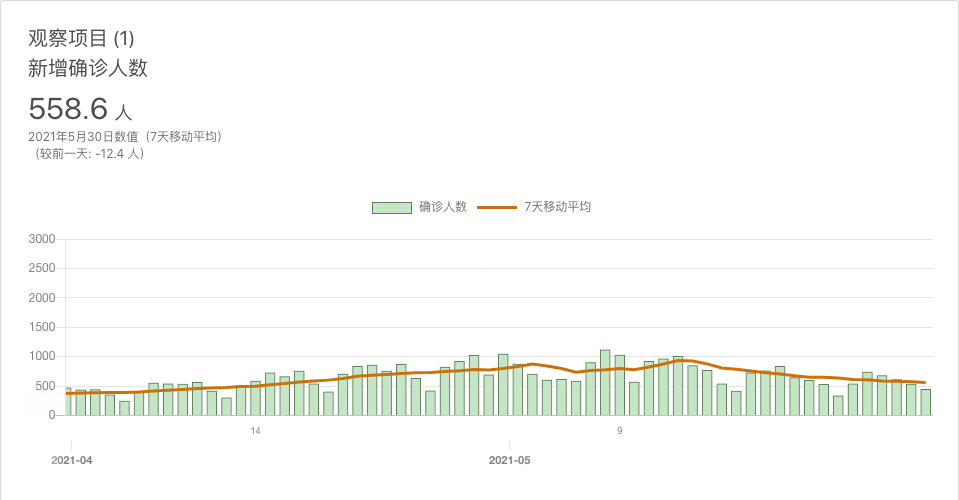 观察项目 (1)
新增确诊人数
558.6 人
2021年5月30日数值（7天移动平均）
（较前一天: -12.4 人）
确诊人数 7天移动平均
3000
2500
2000
1500
1000
500
0
14 9
2021-04 2021-05